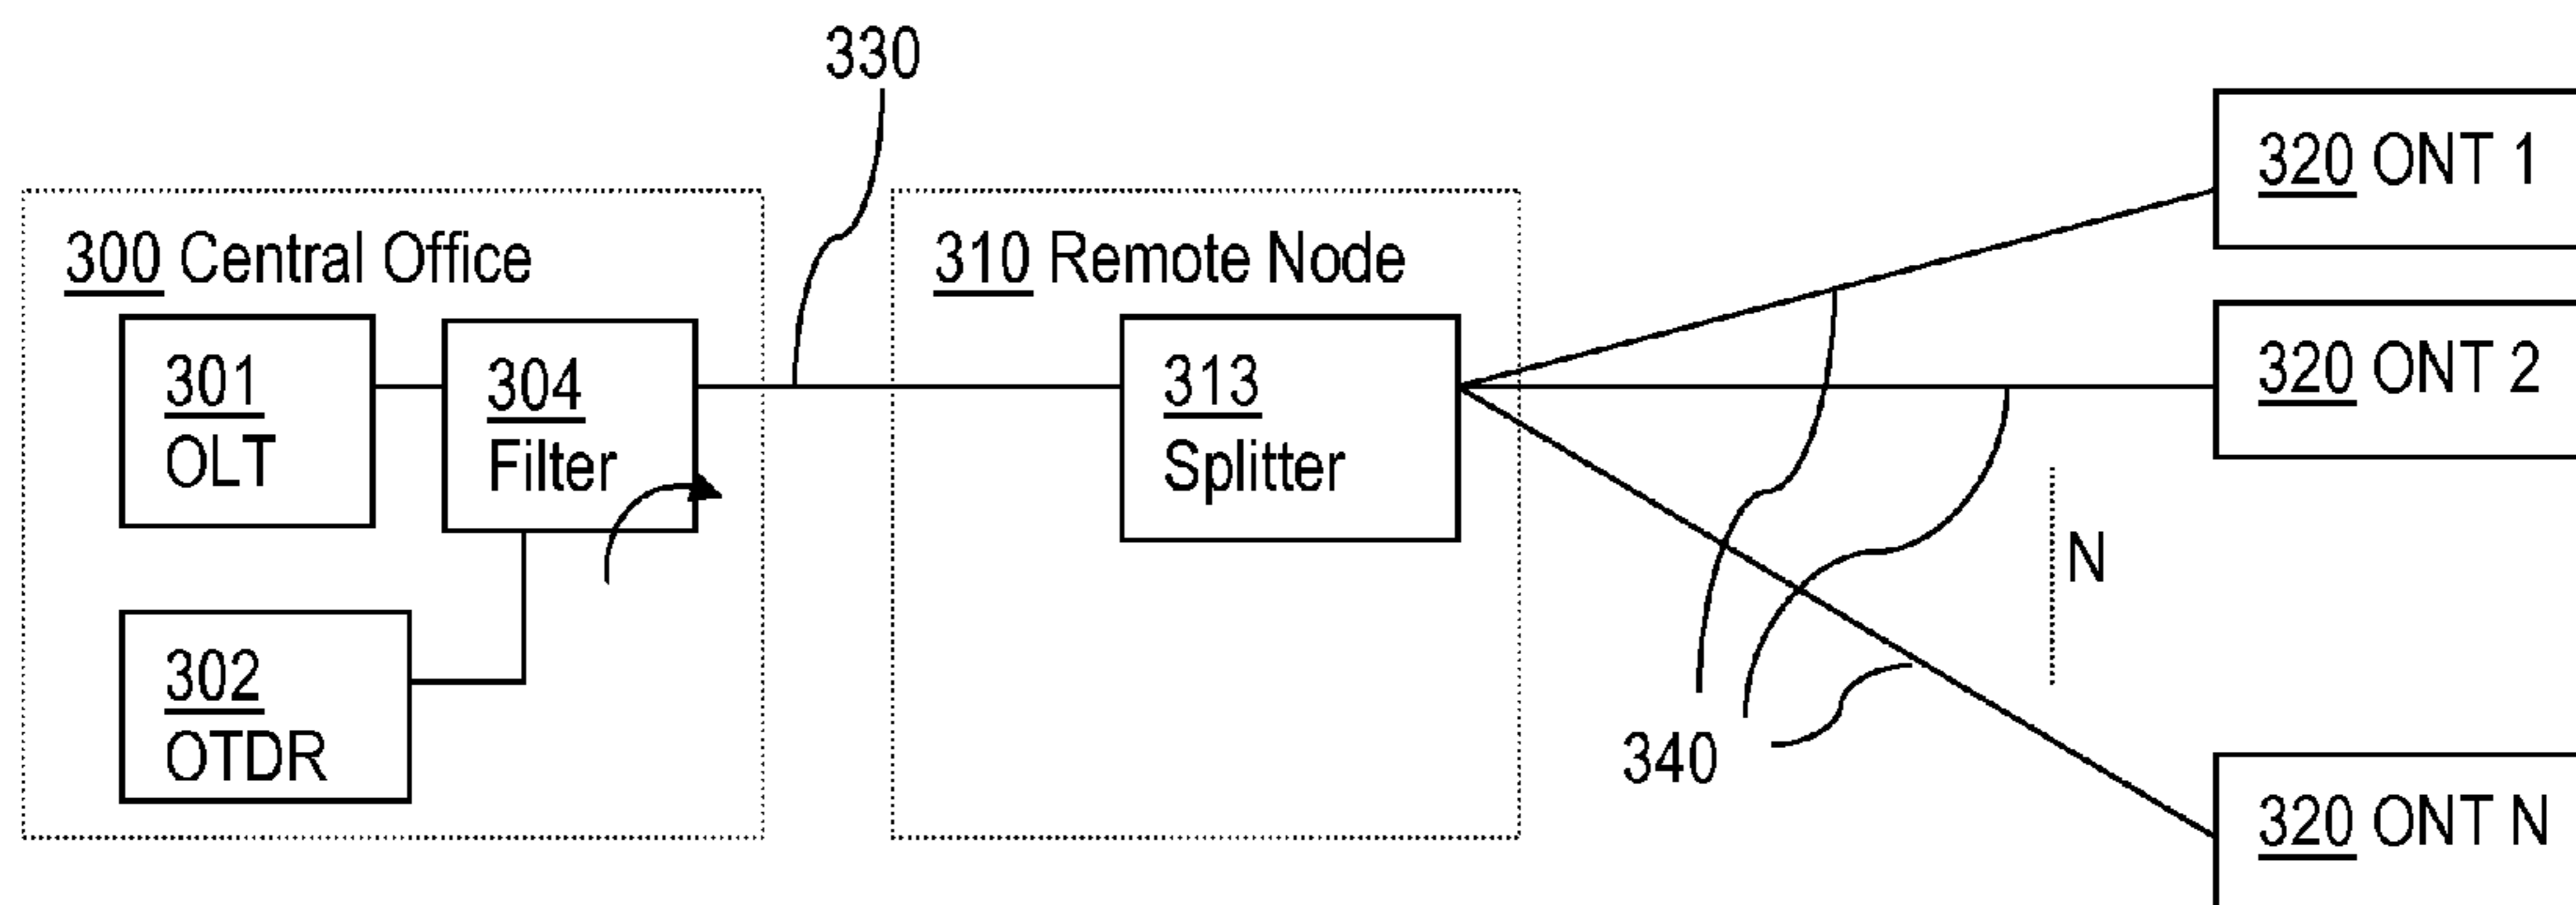 330
300 Central Office
301
OLT
304
Filter
302
OTDR
310 Remote Node
313
Splitter
320 ONT 1
320 ONT 2
N
340
320 ONT N